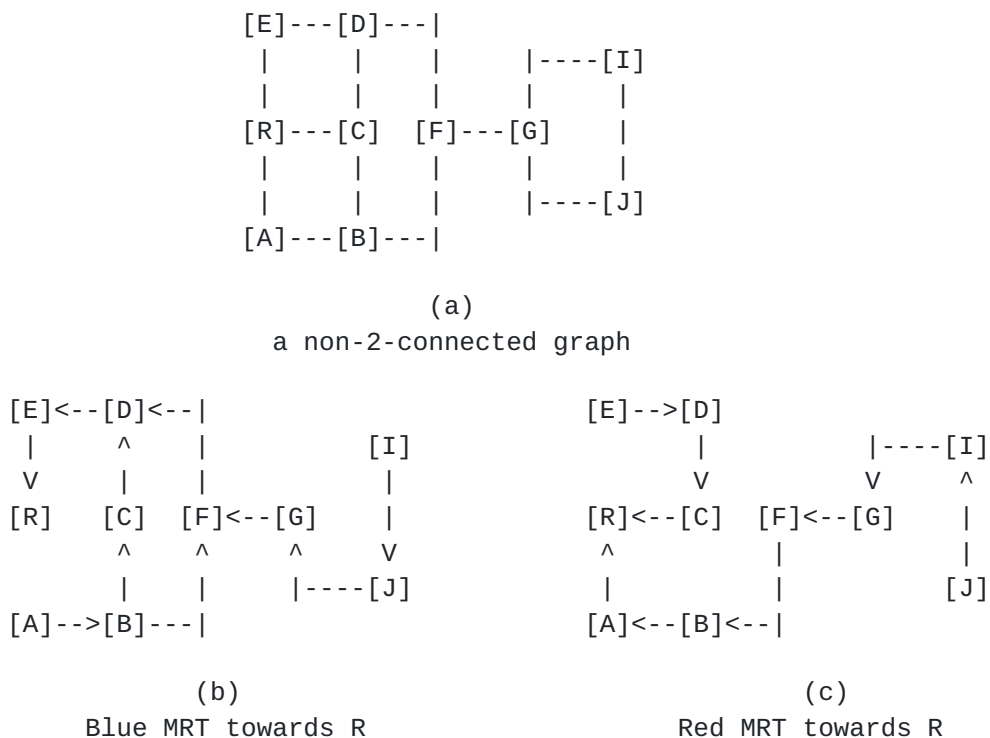 [E]---[D]---|
 |     |    |     |----[I]
 |     |    |     |     |
[R]---[C]  [F]---[G]    |
 |     |    |     |     |
 |     |    |     |----[J]
[A]---[B]---|
(a)
a non-2-connected graph
[E]<--[D]<--|                        [E]-->[D]
 |     ^    |          [I]                  |          |----[I]
 V     |    |           |                   V          V     ^
[R]   [C]  [F]<--[G]    |            [R]<--[C]  [F]<--[G]    |
       ^    ^     ^     V             ^          |           |
       |    |     |----[J]            |          |          [J]
[A]-->[B]---|                        [A]<--[B]<--|
(b)                                  (c)
Blue MRT towards R                   Red MRT towards R